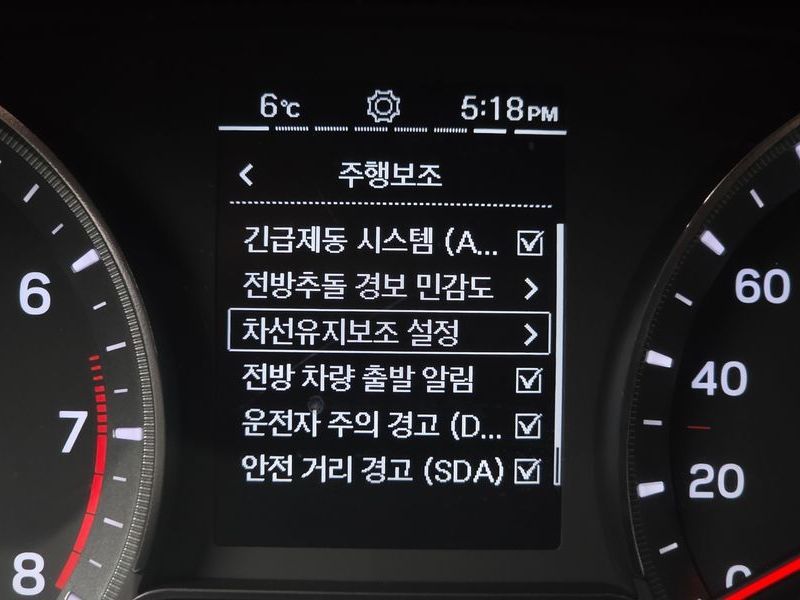 6℃ 5:18PM
주행보조
긴급제동 시스템 (A...
전방추돌 경보 민감도
차선유지보조 설정
전방 차량 출발 알림
운전자 주의 경고 (D...
안전 거리 경고 (SDA)
6
7
8
60
40
20
0